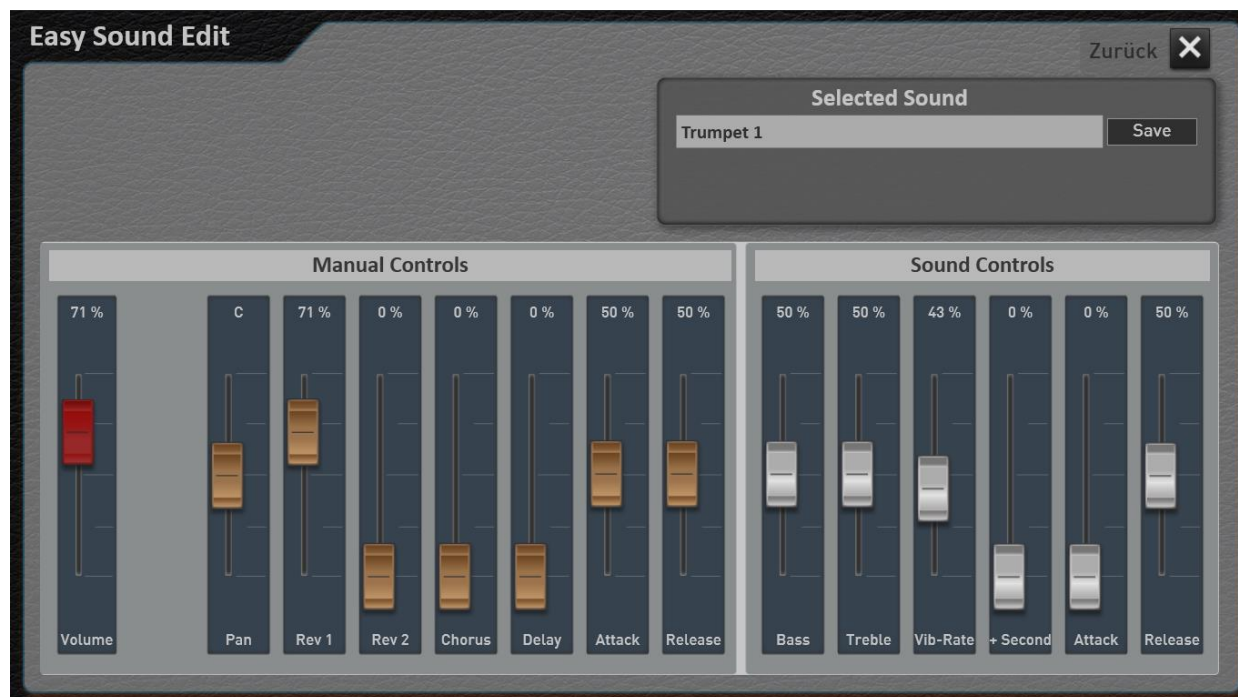 Easy Sound Edit
Zurück
Selected Sound
Trumpet 1 Save
Manual Controls Sound Controls
71 % C 71 % 0 % 0 % 0 % 50 % 50 % 50 % 50 % 43 % 0 % 0 % 50 %
Volume Pan Rev 1 Rev 2 Chorus Delay Attack Release Bass Treble Vib-Rate + Second Attack Release